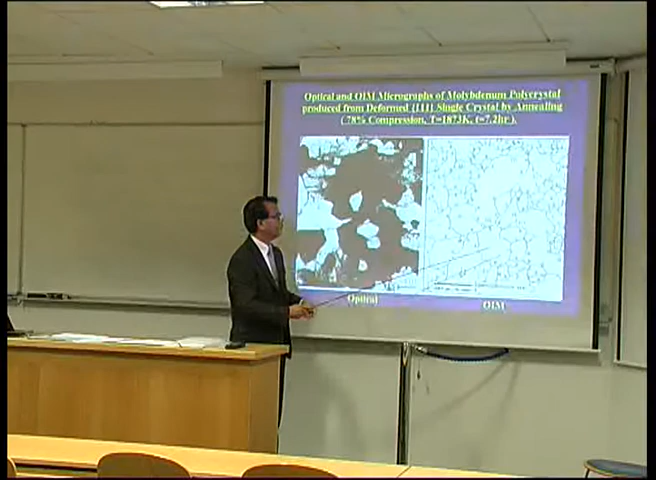 Optical and OIM Micrographs of Molybdenum Polycrystal
produced from Deformed {111} Single Crystal by Annealing
(78% Compression, T=1873K, t=7.2hr).
Optical
OIM